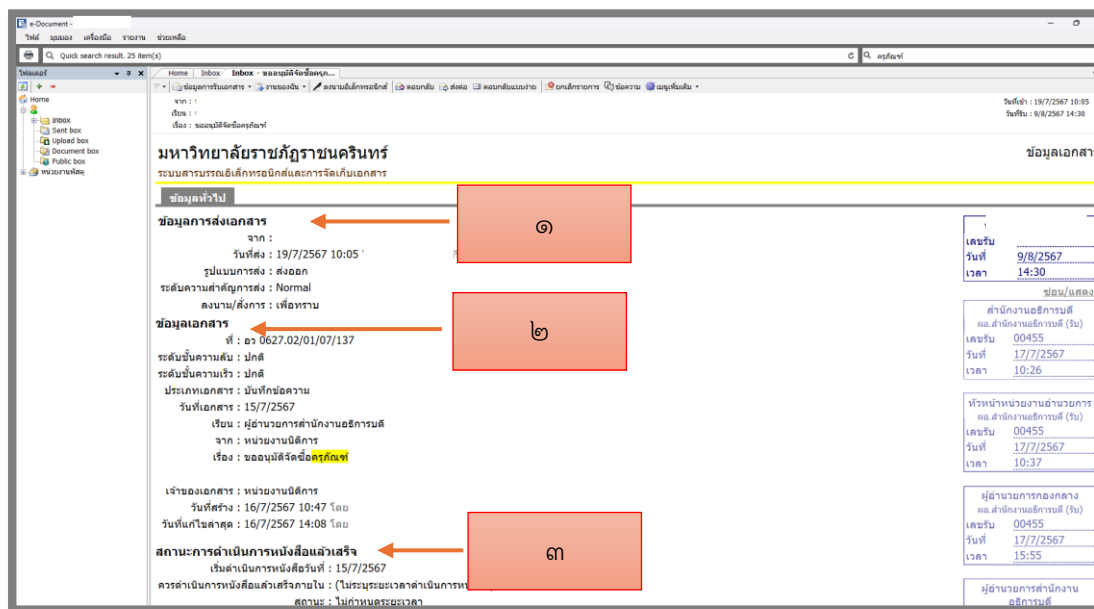 e-Document -
ไฟล์ มุมมอง เครื่องมือ รายงาน ช่วยเหลือ
Quick search result. 25 item(s)
ครุภัณฑ์
โฟลเดอร์
Home Inbox Inbox - ขออนุมัติจัดซื้อครุภ...
ข้อมูลการรับเอกสาร งานของฉัน ลงนามอิเล็กทรอนิกส์ ตอบกลับ ส่งต่อ ตอบกลับแบบง่าย ยกเลิกรายการ ข้อความ เมนูเพิ่มเติม
Home
Inbox
Sent box
Upload box
Document box
Public box
หน่วยงานพัสดุ
จาก :
เรียน :
เรื่อง : ขออนุมัติจัดซื้อครุภัณฑ์
วันที่เข้า : 19/7/2567 10:05
วันที่รับ : 9/8/2567 14:30
มหาวิทยาลัยราชภัฏราชนครินทร์
ข้อมูลเอกสาร
ระบบสารบรรณอิเล็กทรอนิกส์และการจัดเก็บเอกสาร
ข้อมูลทั่วไป
ข้อมูลการส่งเอกสาร
จาก :
วันที่ส่ง : 19/7/2567 10:05
รูปแบบการส่ง : ส่งออก
ระดับความสำคัญการส่ง : Normal
ลงนาม/สั่งการ : เพื่อทราบ
๑
ข้อมูลเอกสาร
ที่ : อว 0627.02/01/07/137
ระดับชั้นความลับ : ปกติ
ระดับชั้นความเร็ว : ปกติ
ประเภทเอกสาร : บันทึกข้อความ
วันที่เอกสาร : 15/7/2567
เรียน : ผู้อำนวยการสำนักงานอธิการบดี
จาก : หน่วยงานนิติการ
เรื่อง : ขออนุมัติจัดซื้อครุภัณฑ์
๒
เจ้าของเอกสาร : หน่วยงานนิติการ
วันที่สร้าง : 16/7/2567 10:47 โดย
วันที่แก้ไขล่าสุด : 16/7/2567 14:08 โดย
สถานะการดำเนินการหนังสือแล้วเสร็จ
เริ่มดำเนินการหนังสือวันที่ : 15/7/2567
ควรดำเนินการหนังสือแล้วเสร็จภายใน : (ไม่ระบุระยะเวลาดำเนินการหน
สถานะ : ไม่กำหนดระยะเวลา
๓
เลขรับ
วันที่ 9/8/2567
เวลา 14:30
ซ่อน/แสดง
สำนักงานอธิการบดี
ผอ.สำนักงานอธิการบดี (รับ)
เลขรับ 00455
วันที่ 17/7/2567
เวลา 10:26
หัวหน้าหน่วยงานอำนวยการ
ผอ.สำนักงานอธิการบดี (รับ)
เลขรับ 00455
วันที่ 17/7/2567
เวลา 10:37
ผู้อำนวยการกองกลาง
ผอ.สำนักงานอธิการบดี (รับ)
เลขรับ 00455
วันที่ 17/7/2567
เวลา 15:55
ผู้อำนวยการสำนักงาน
อธิการบดี